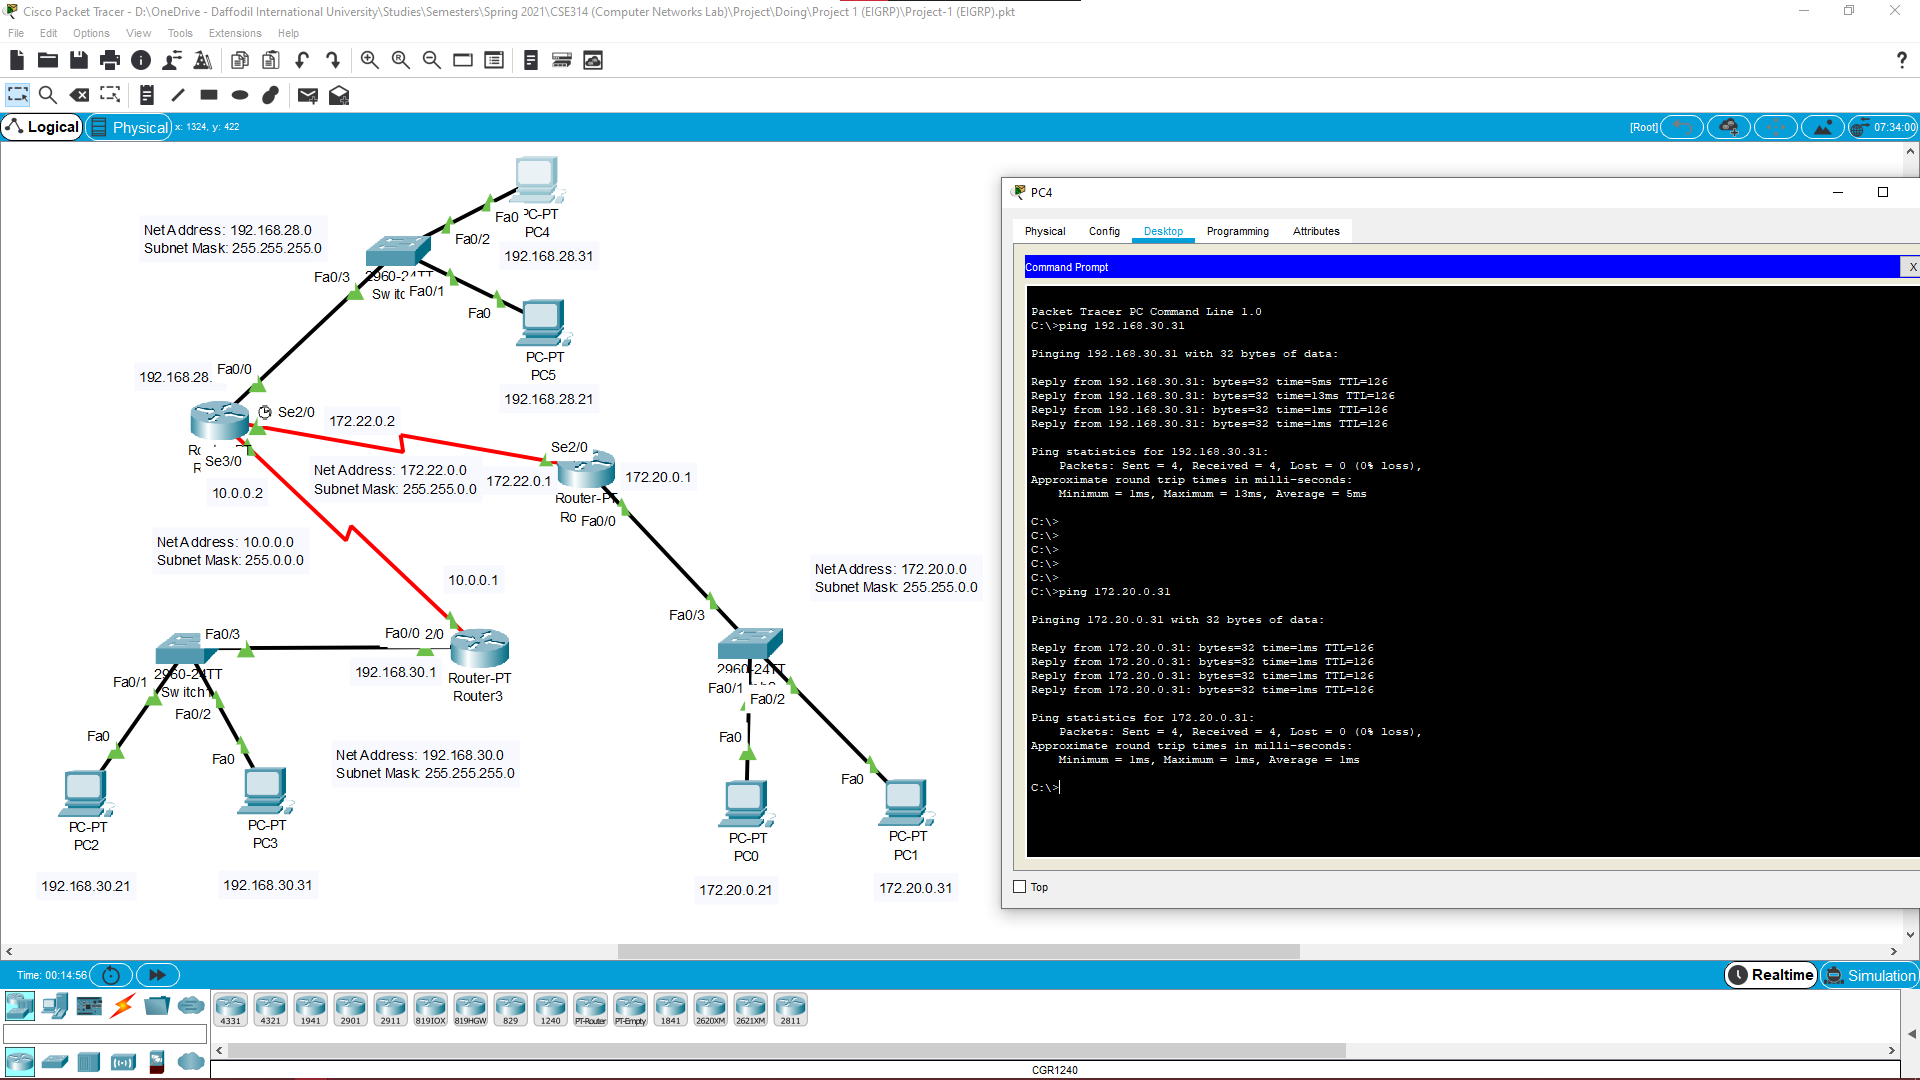 Cisco Packet Tracer - D:\OneDrive - Daffodil International University\Studies\Semesters\Spring 2021\CSE314 (Computer Networks Lab)\Project\Doing\Project 1 (EIGRP)\Project-1 (EIGRP).pkt
File Edit Options View Tools Extensions Help
Logical Physical x: 1324, y: 422 [Root] 07:34:00
PC-PT
PC4
192.168.28.31
Fa0
Fa0/2
Net Address: 192.168.28.0
Subnet Mask: 255.255.255.0
Fa0/3
2960-24TT
Fa0/1
Fa0
PC-PT
PC5
192.168.28.21
192.168.28.
Fa0/0
Se2/0
172.22.0.2
Se3/0
10.0.0.2
Net Address: 172.22.0.0
Subnet Mask: 255.255.0.0
Se2/0
172.22.0.1
172.20.0.1
Router-PT
Fa0/0
Net Address: 10.0.0.0
Subnet Mask: 255.0.0.0
10.0.0.1
Net Address: 172.20.0.0
Subnet Mask: 255.255.0.0
Fa0/3
Fa0/3
Fa0/0 2/0
192.168.30.1
Router-PT
Router3
2960-24TT
Switch1
Fa0/1
Fa0/2
2960-24TT
Fa0/1
Fa0/2
Fa0
Fa0
Net Address: 192.168.30.0
Subnet Mask: 255.255.255.0
Fa0
Fa0
PC-PT
PC2
192.168.30.21
PC-PT
PC3
192.168.30.31
PC-PT
PC0
172.20.0.21
PC-PT
PC1
172.20.0.31
PC4
Physical Config Desktop Programming Attributes
Command Prompt X
Packet Tracer PC Command Line 1.0
C:\>ping 192.168.30.31
Pinging 192.168.30.31 with 32 bytes of data:
Reply from 192.168.30.31: bytes=32 time=5ms TTL=126
Reply from 192.168.30.31: bytes=32 time=13ms TTL=126
Reply from 192.168.30.31: bytes=32 time=1ms TTL=126
Reply from 192.168.30.31: bytes=32 time=1ms TTL=126
Ping statistics for 192.168.30.31:
Packets: Sent = 4, Received = 4, Lost = 0 (0% loss),
Approximate round trip times in milli-seconds:
Minimum = 1ms, Maximum = 13ms, Average = 5ms
C:\>
C:\>
C:\>
C:\>
C:\>
C:\>ping 172.20.0.31
Pinging 172.20.0.31 with 32 bytes of data:
Reply from 172.20.0.31: bytes=32 time=1ms TTL=126
Reply from 172.20.0.31: bytes=32 time=1ms TTL=126
Reply from 172.20.0.31: bytes=32 time=1ms TTL=126
Reply from 172.20.0.31: bytes=32 time=1ms TTL=126
Ping statistics for 172.20.0.31:
Packets: Sent = 4, Received = 4, Lost = 0 (0% loss),
Approximate round trip times in milli-seconds:
Minimum = 1ms, Maximum = 1ms, Average = 1ms
C:\>
Top
Time: 00:14:56
Realtime Simulation
4331 4321 1941 2901 2911 819IOX 819HGW 829 1240 PT-Router PT-Empty 1841 2620XM 2621XM 2811
CGR1240